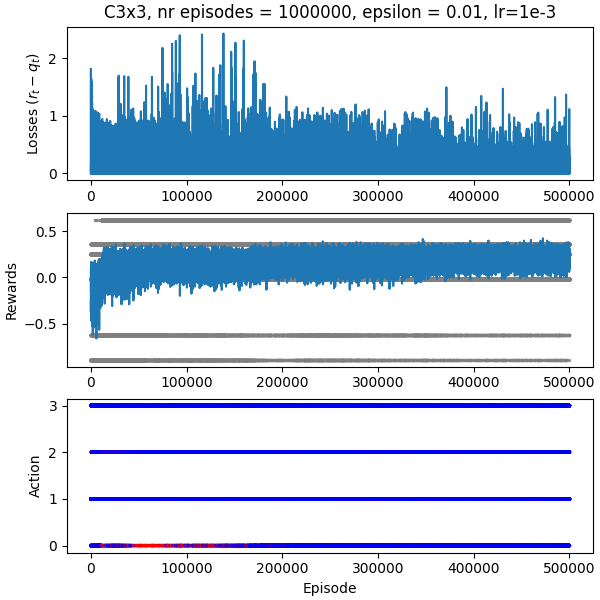 C3x3, nr episodes = 1000000, epsilon = 0.01, lr=1e-3
Losses (r_t − q_t)
2
1
0
0 100000 200000 300000 400000 500000
Rewards
0.5
0.0
−0.5
0 100000 200000 300000 400000 500000
Action
3
2
1
0
0 100000 200000 300000 400000 500000
Episode